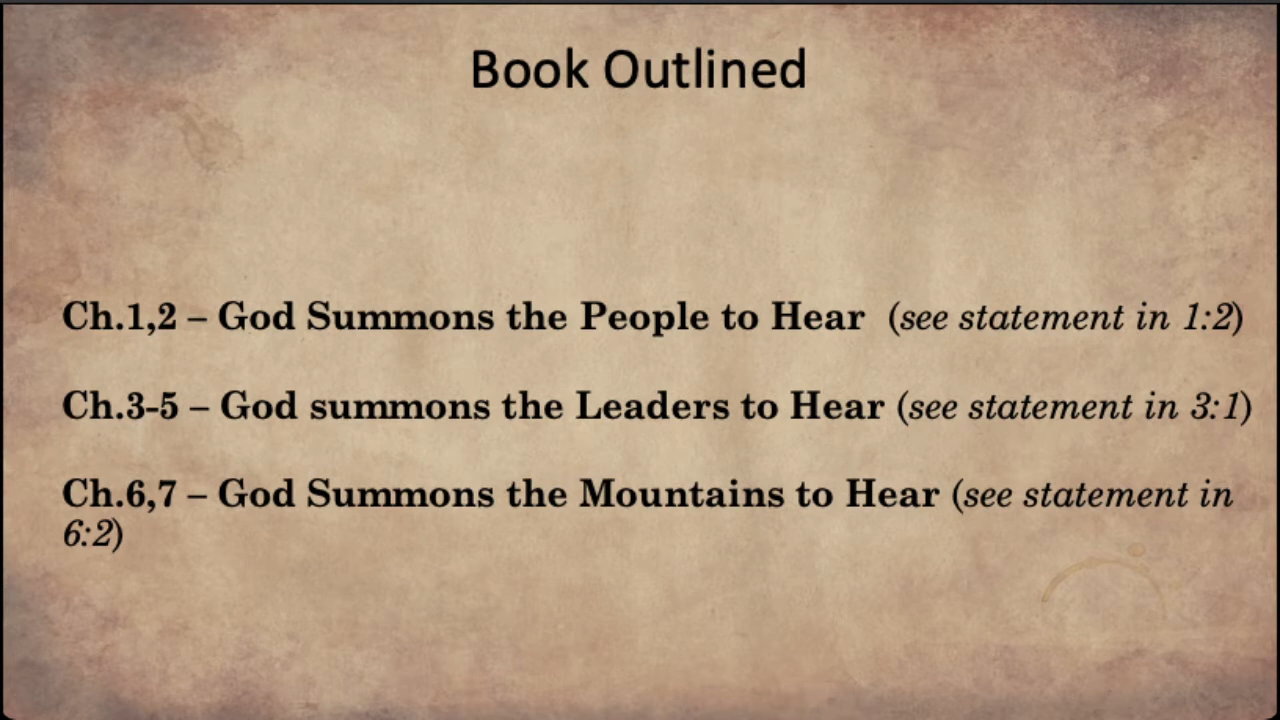 Book Outlined
Ch.1,2 – God Summons the People to Hear (see statement in 1:2)
Ch.3-5 – God summons the Leaders to Hear (see statement in 3:1)
Ch.6,7 – God Summons the Mountains to Hear (see statement in
6:2)